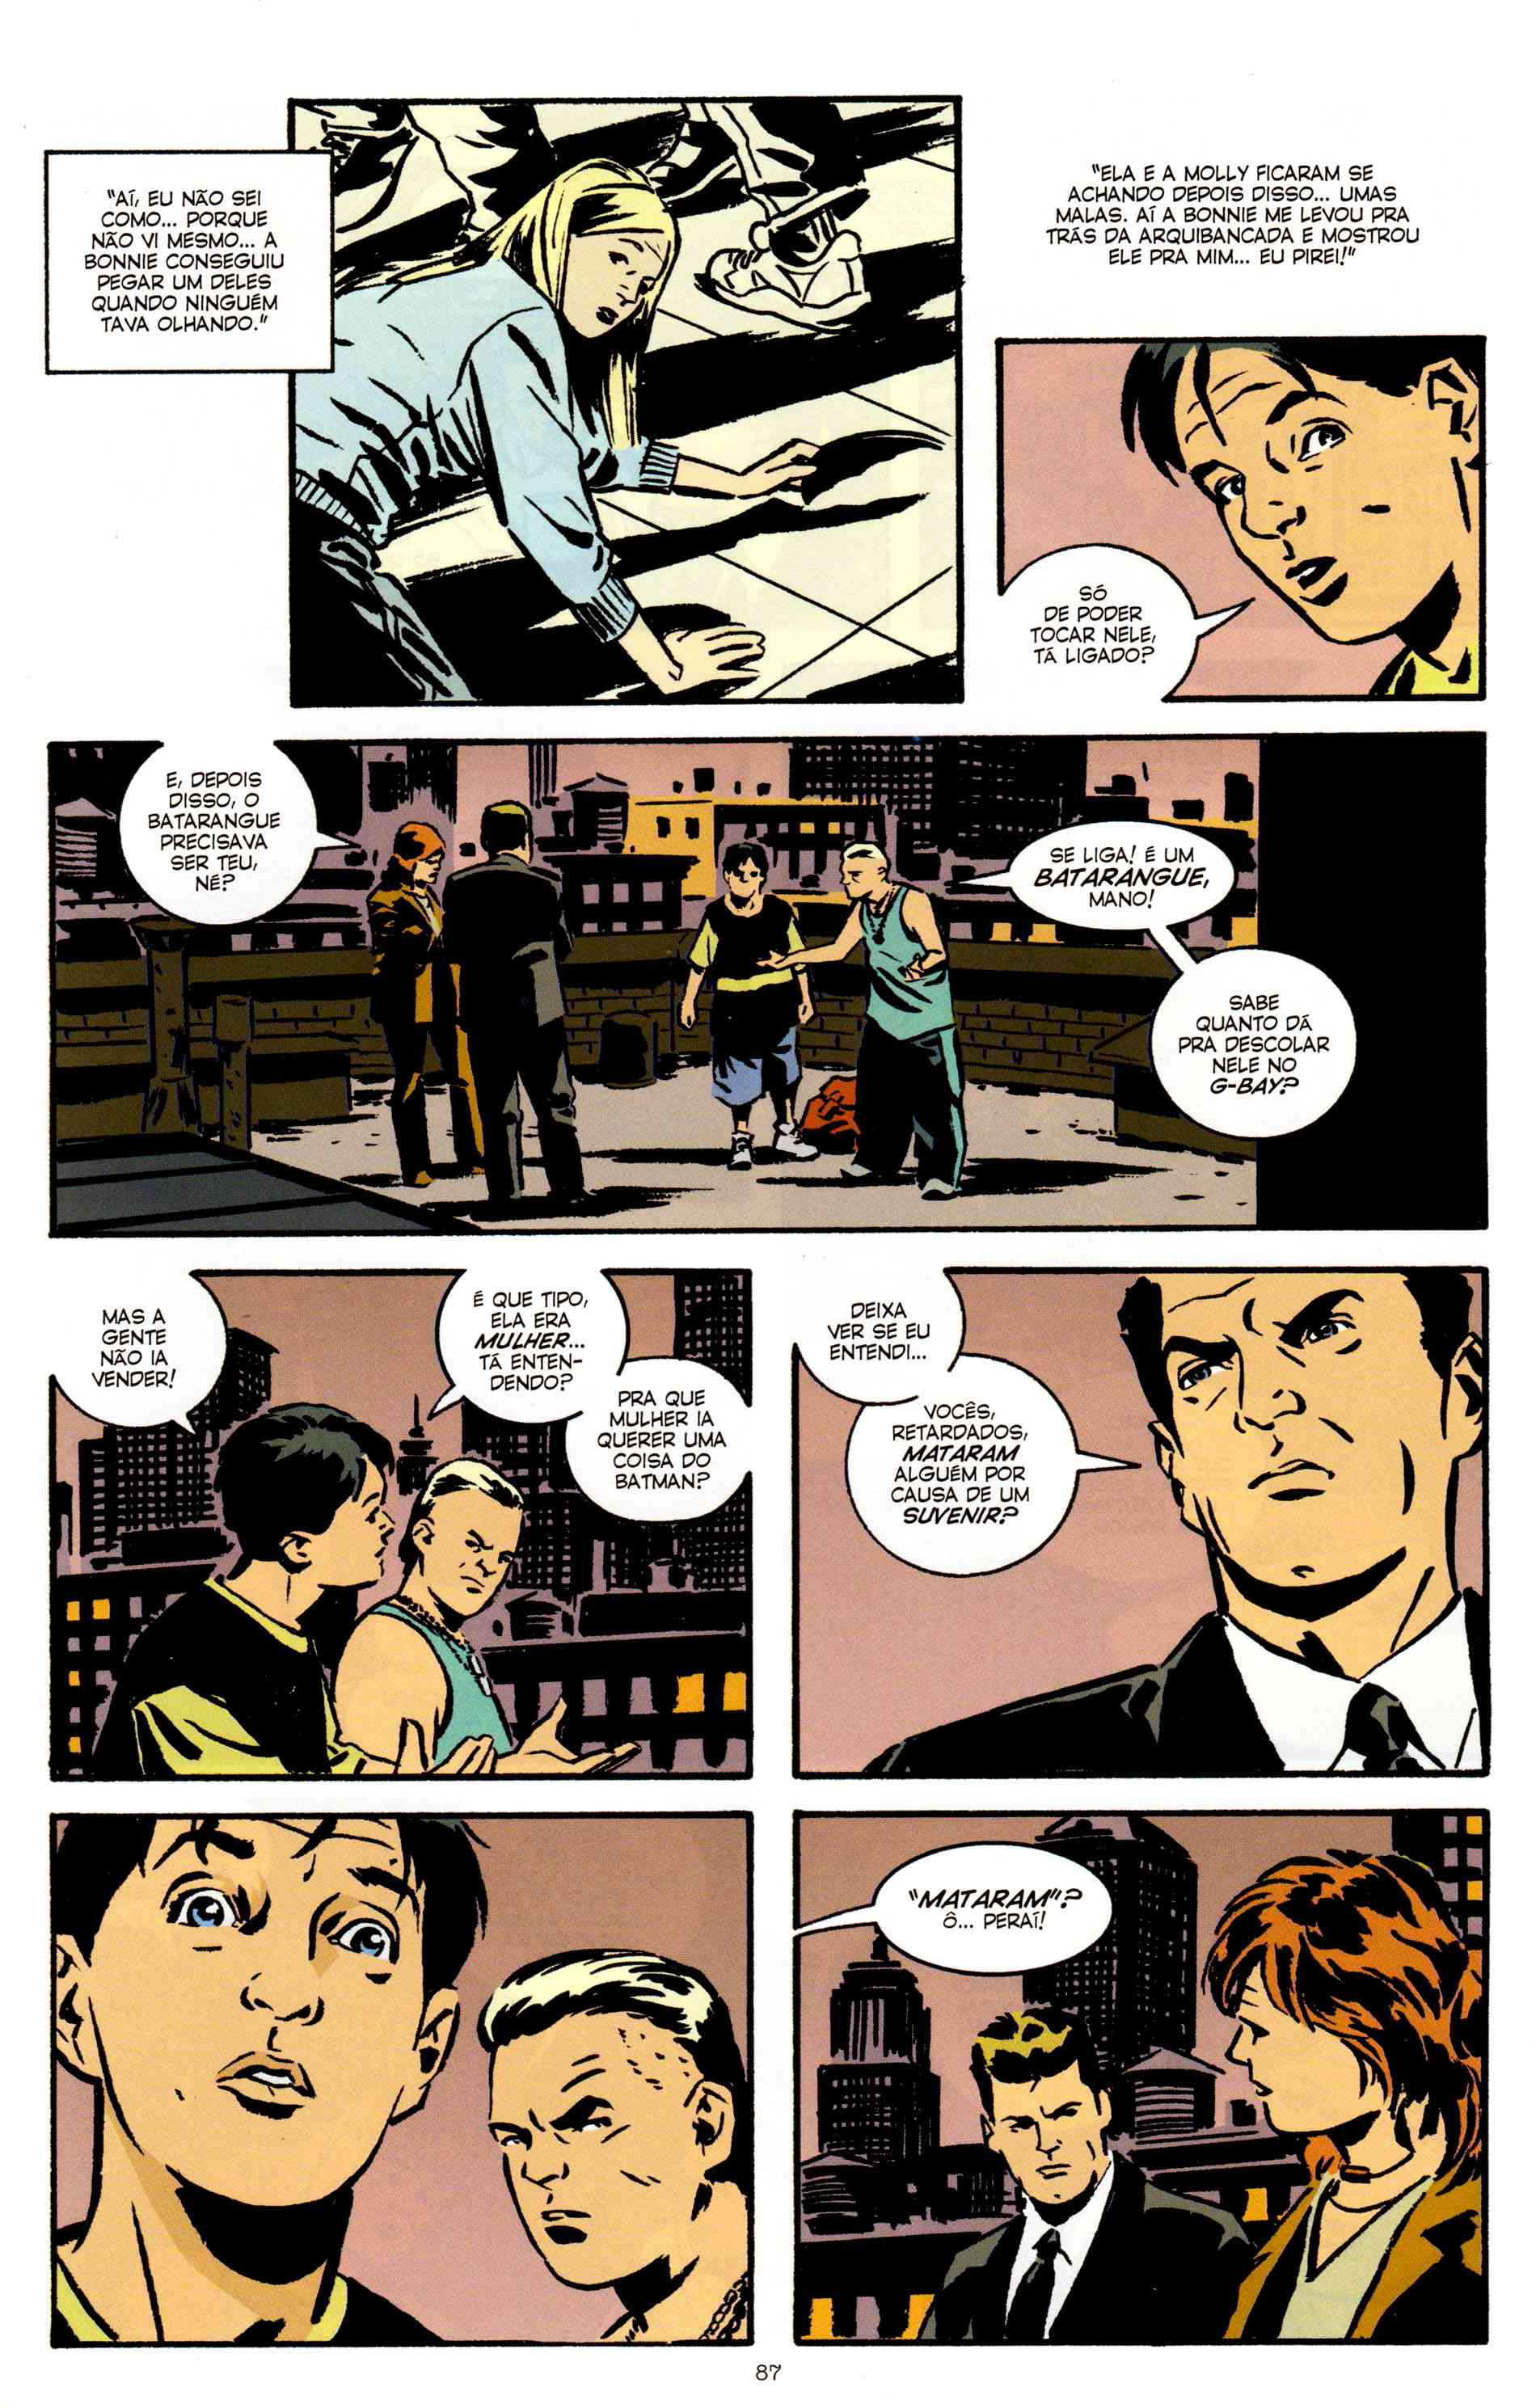 "AÍ, EU NÃO SEI
COMO... PORQUE
NÃO VI MESMO... A
BONNIE CONSEGUIU
PEGAR UM DELES
QUANDO NINGUÉM
TAVA OLHANDO."
"ELA E A MOLLY FICARAM SE
ACHANDO DEPOIS DISSO... UMAS
MALAS. AÍ A BONNIE ME LEVOU PRA
TRÁS DA ARQUIBANCADA E MOSTROU
ELE PRA MIM... EU PIREI!"
SÓ
DE PODER
TOCAR NELE,
TÁ LIGADO?
E, DEPOIS
DISSO, O
BATARANGUE
PRECISAVA
SER TEU,
NÉ?
SE LIGA! É UM
BATARANGUE,
MANO!
SABE
QUANTO DÁ
PRA DESCOLAR
NELE NO
G-BAY?
MAS A
GENTE
NÃO IA
VENDER!
É QUE TIPO,
ELA ERA
MULHER...
TÁ ENTEN-
DENDO?
PRA QUE
MULHER IA
QUERER UMA
COISA DO
BATMAN?
DEIXA
VER SE EU
ENTENDI...
VOCÊS,
RETARDADOS,
MATARAM
ALGUÉM POR
CAUSA DE UM
SUVENIR?
"MATARAM"?
Ô... PERAÍ!
87